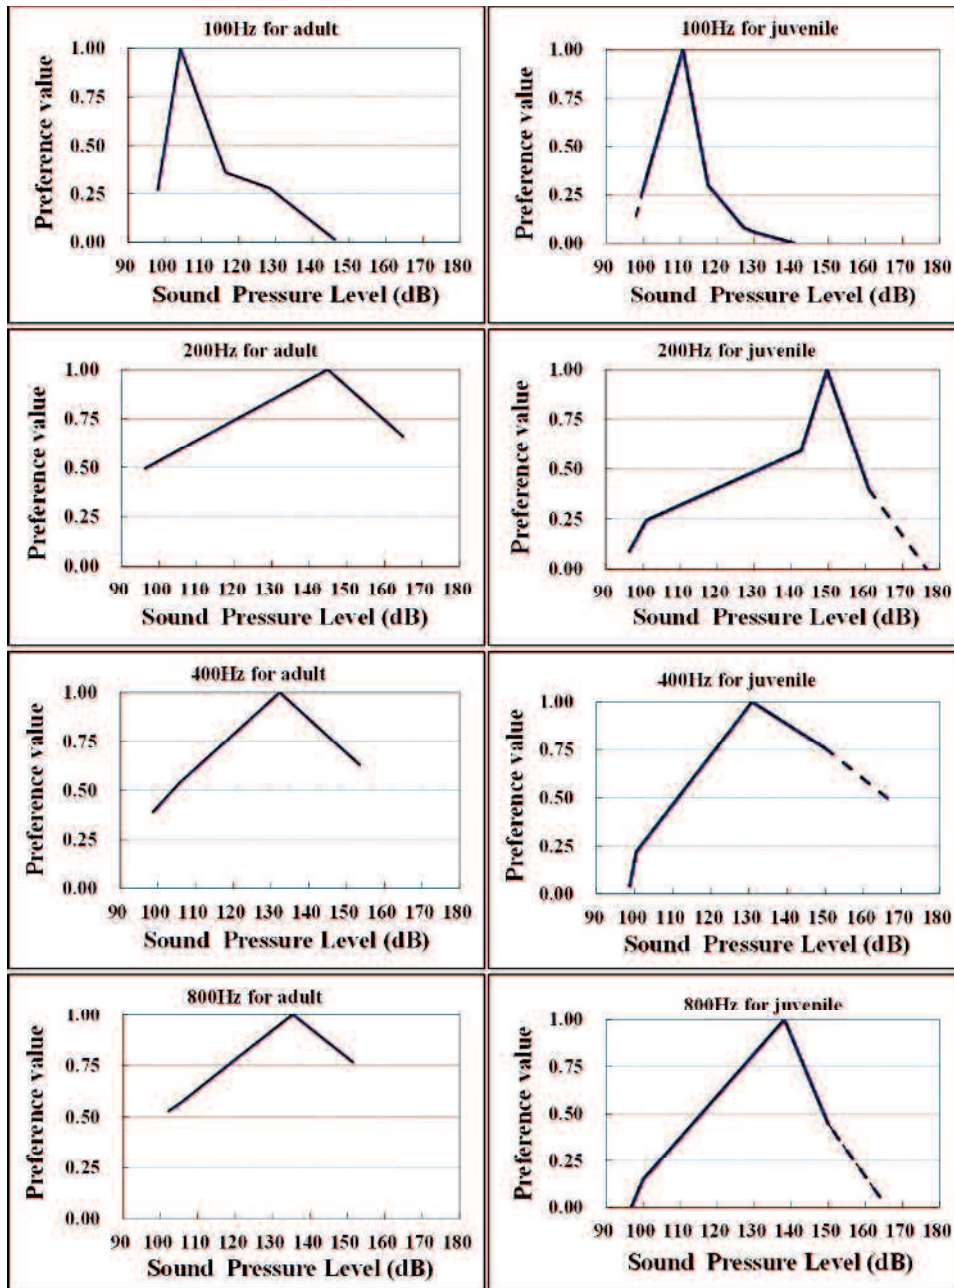 100Hz for adult
Preference value
1.00
0.75
0.50
0.25
0.00
90 100 110 120 130 140 150 160 170 180
Sound Pressure Level (dB)
100Hz for juvenile
Preference value
1.00
0.75
0.50
0.25
0.00
90 100 110 120 130 140 150 160 170 180
Sound Pressure Level (dB)
200Hz for adult
Preference value
1.00
0.75
0.50
0.25
0.00
90 100 110 120 130 140 150 160 170 180
Sound Pressure Level (dB)
200Hz for juvenile
Preference value
1.00
0.75
0.50
0.25
0.00
90 100 110 120 130 140 150 160 170 180
Sound Pressure Level (dB)
400Hz for adult
Preference value
1.00
0.75
0.50
0.25
0.00
90 100 110 120 130 140 150 160 170 180
Sound Pressure Level (dB)
400Hz for juvenile
Preference value
1.00
0.75
0.50
0.25
0.00
90 100 110 120 130 140 150 160 170 180
Sound Pressure Level (dB)
800Hz for adult
Preference value
1.00
0.75
0.50
0.25
0.00
90 100 110 120 130 140 150 160 170 180
Sound Pressure Level (dB)
800Hz for juvenile
Preference value
1.00
0.75
0.50
0.25
0.00
90 100 110 120 130 140 150 160 170 180
Sound Pressure Level (dB)